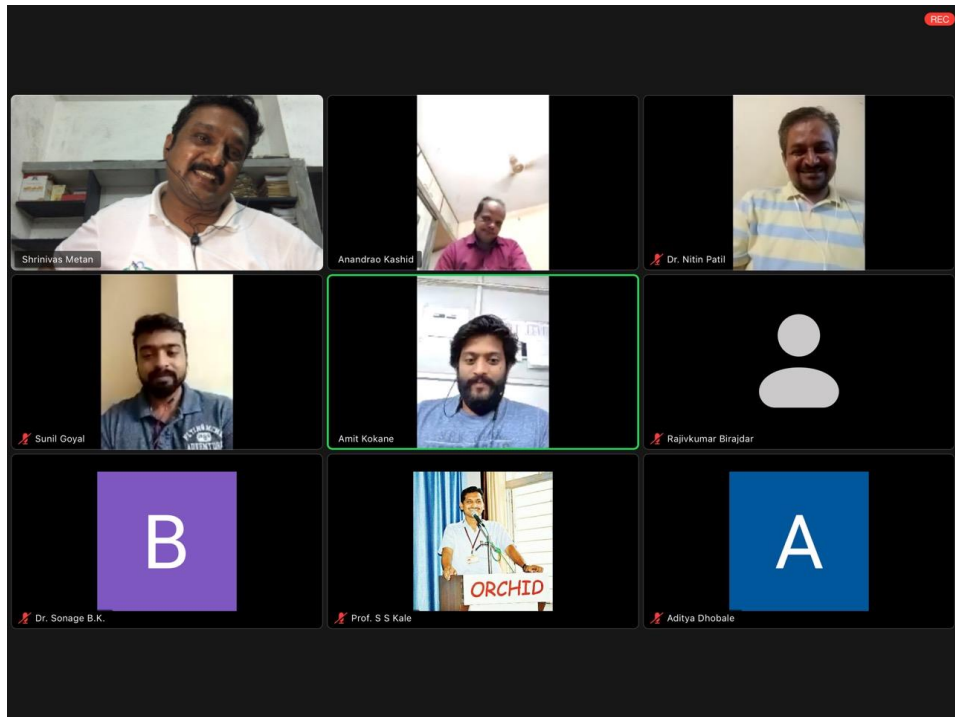 REC
Shrinivas Metan
Anandrao Kashid
Dr. Nitin Patil
Sunil Goyal
Amit Kokane
Rajivkumar Birajdar
B
Dr. Sonage B.K.
ORCHID
Prof. S S Kale
A
Aditya Dhobale